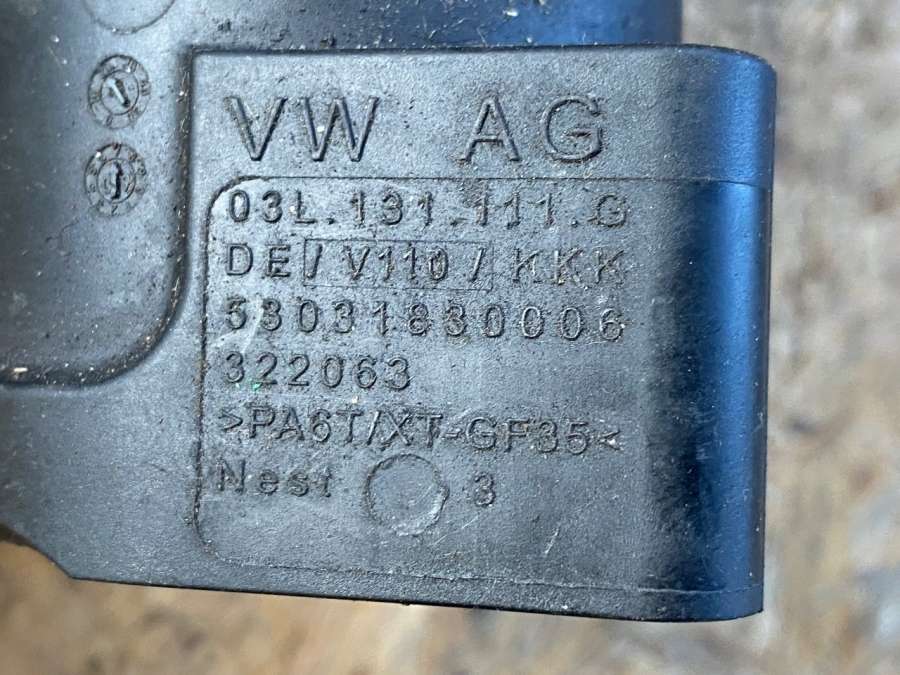 VW AG
03L.131.111.G
DE/V110/KKK
53031830006
322063
>PA6T/XT-GF35<
Nest 3